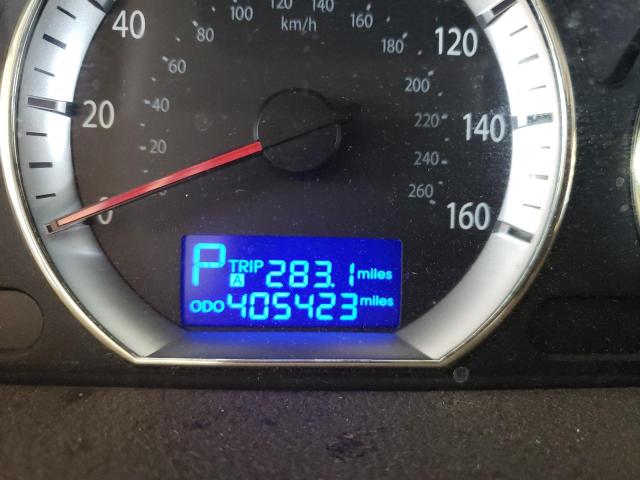 100 120 140 160
40 km/h 120
80 180
60 200
20 40 220 140
20 240
0 0 260 160
P TRIP A 283.1 miles
ODO 405423 miles